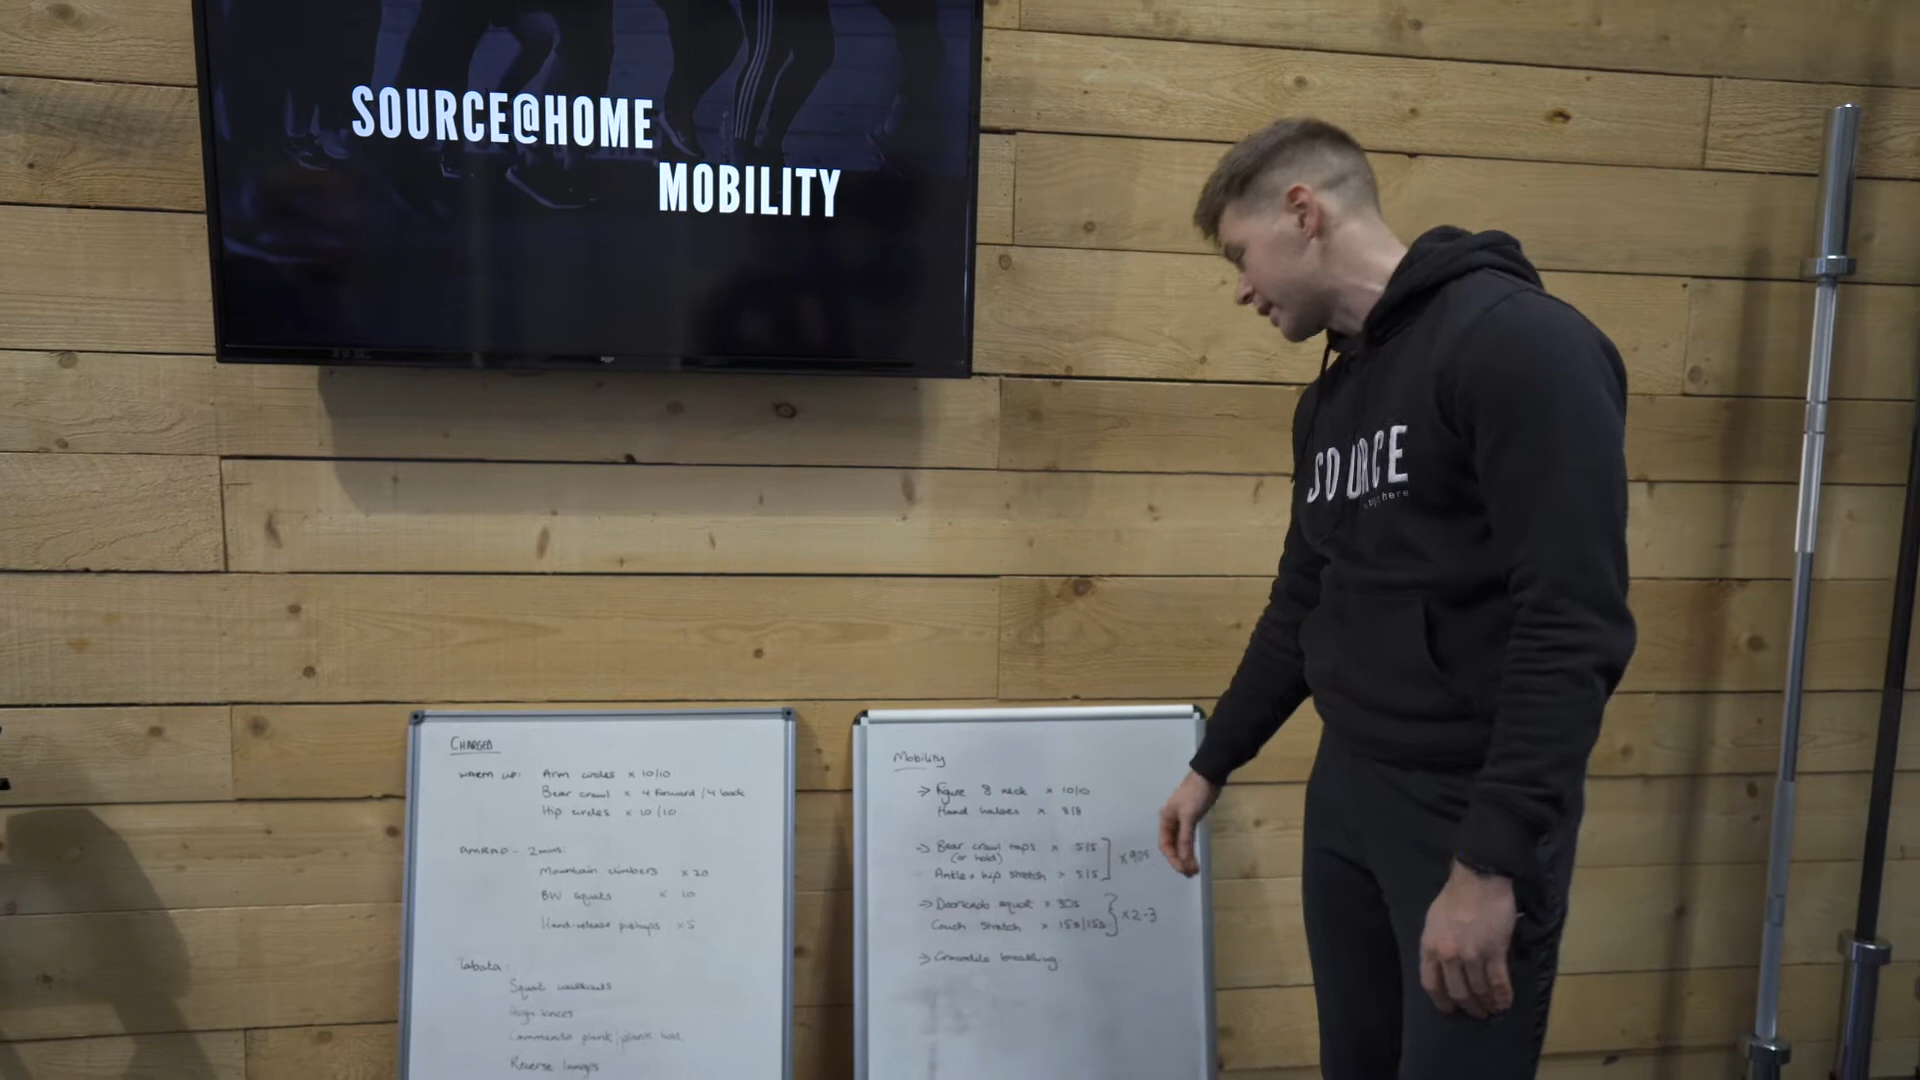 SOURCE@HOME
MOBILITY
SOURCE
CHARGED
WARM UP: Arm circles x 10/10
Bear crawl x 4 forward / 4 back
Hip circles x 10/10
AMRAP - 2 mins:
Mountain climbers x 20
BW squats x 10
Hand-release pushups x 5
Tabata:
Squat walkouts
High knees
Commando plank / plank hold
Reverse lunges
Mobility
→ Figure 8 neck x 10/10
Hand x 8/8
→ Bear crawl taps x 5/5
(or hold)
Ankle + hip stretch x 5/5
x 90s
→ squat x 30s
Couch stretch x 15s/15s
x 2-3
→ Crocodile breathing